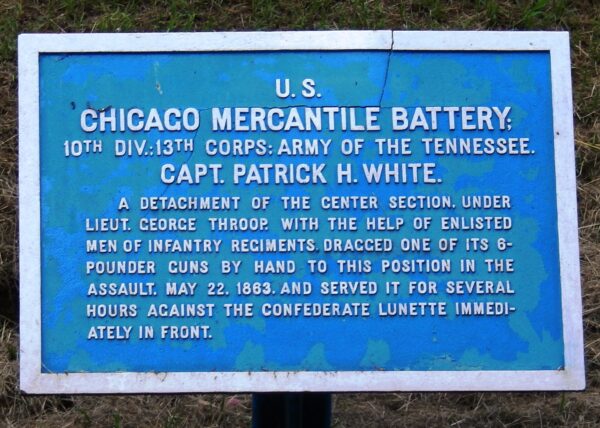 U. S.
CHICAGO MERCANTILE BATTERY;
10TH DIV.: 13TH CORPS: ARMY OF THE TENNESSEE.
CAPT. PATRICK H. WHITE.
A DETACHMENT OF THE CENTER SECTION, UNDER
LIEUT. GEORGE THROOP, WITH THE HELP OF ENLISTED
MEN OF INFANTRY REGIMENTS, DRAGGED ONE OF ITS 6-
POUNDER GUNS BY HAND TO THIS POSITION IN THE
ASSAULT, MAY 22, 1863, AND SERVED IT FOR SEVERAL
HOURS AGAINST THE CONFEDERATE LUNETTE IMMEDI-
ATELY IN FRONT.